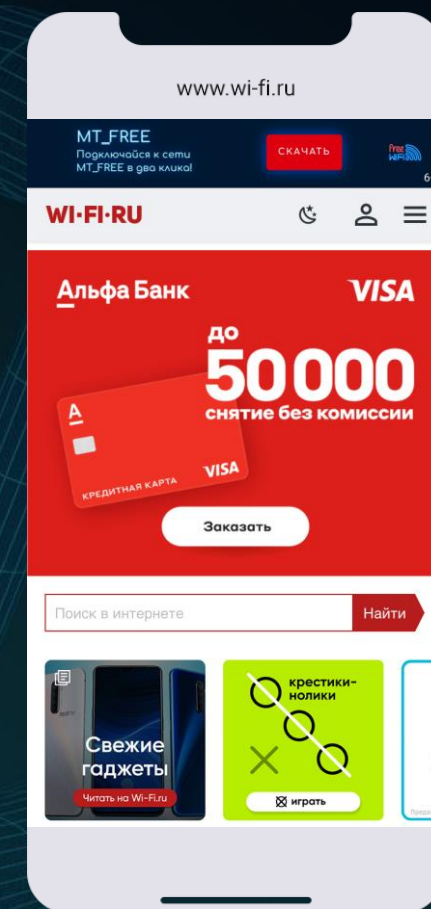 www.wi-fi.ru
MT_FREE
Подключайся к сети
MT_FREE в два клика!
СКАЧАТЬ
free
WiFi
WI-FI-RU
Альфа Банк
VISA
до
50 000
снятие без комиссии
А
VISA
КРЕДИТНАЯ КАРТА
Заказать
Поиск в интернете
Найти
Свежие
гаджеты
Читать на Wi-Fi.ru
крестики-
нолики
играть